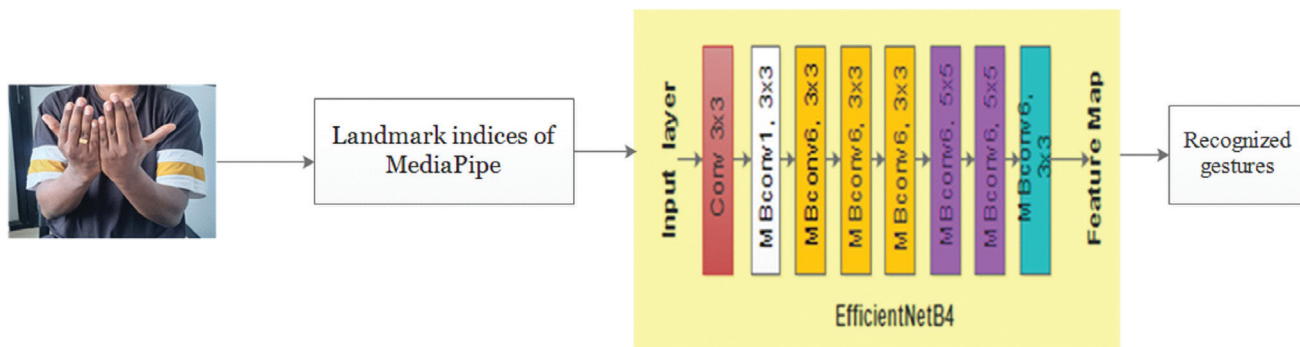 Landmark indices of
MediaPipe
Input layer
Conv 3x3
MBconv1, 3x3
MBconv6, 3x3
MBconv6, 3x3
MBconv6, 3x3
MBconv6, 5x5
MBconv6, 5x5
MBconv6,
3x3
Feature Map
EfficientNetB4
Recognized
gestures